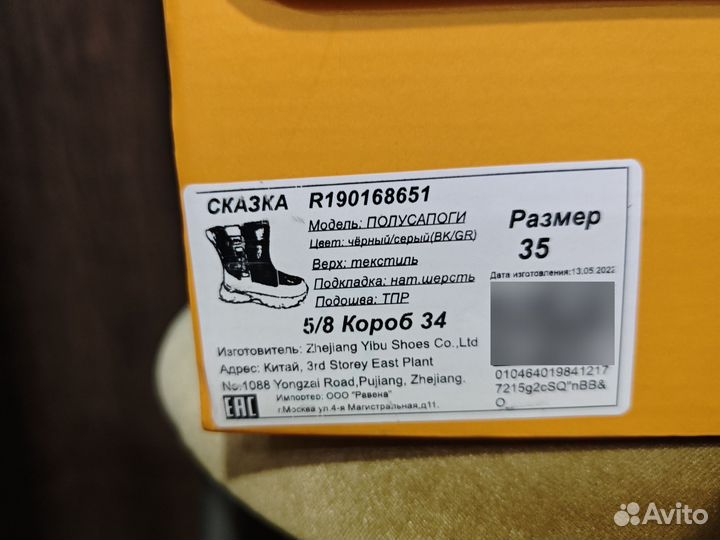 СКАЗКА R190168651
Модель: ПОЛУСАПОГИ
Цвет: чёрный/серый(BK/GR)
Верх: текстиль
Подкладка: нат.шерсть
Подошва: ТПР
5/8 Короб 34
Размер
35
Дата изготовления:13.05.2022
Изготовитель: Zhejiang Yibu Shoes Co.,Ltd
Адрес: Китай, 3rd Storey East Plant
No.1088 Yongzai Road,Pujiang, Zhejiang.
Импортер: ООО "Равена"
г.Москва ул.4-я Магистральная,д11.
EAC
010464019841217
7215g2cSQ"nBB&
O
Avito